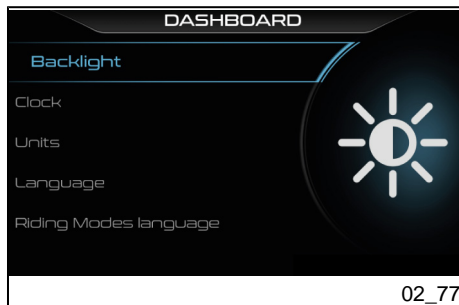 DASHBOARD
Backlight
Clock
Units
Language
Riding Modes language
02_77